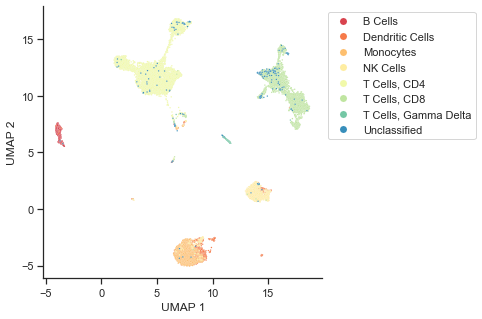 B Cells
Dendritic Cells
Monocytes
NK Cells
T Cells, CD4
T Cells, CD8
T Cells, Gamma Delta
Unclassified
UMAP 2
15
10
5
0
−5
−5
0
5
10
15
UMAP 1